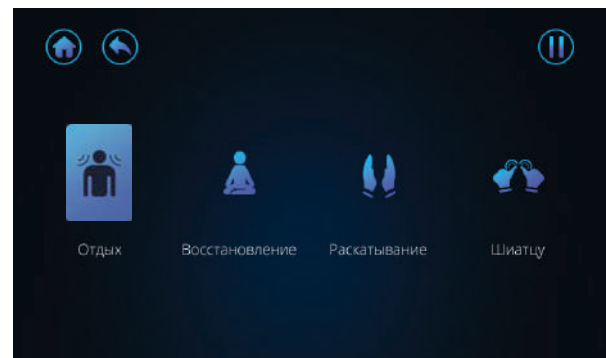 Отдых
Восстановление
Раскатывание
Шиатцу